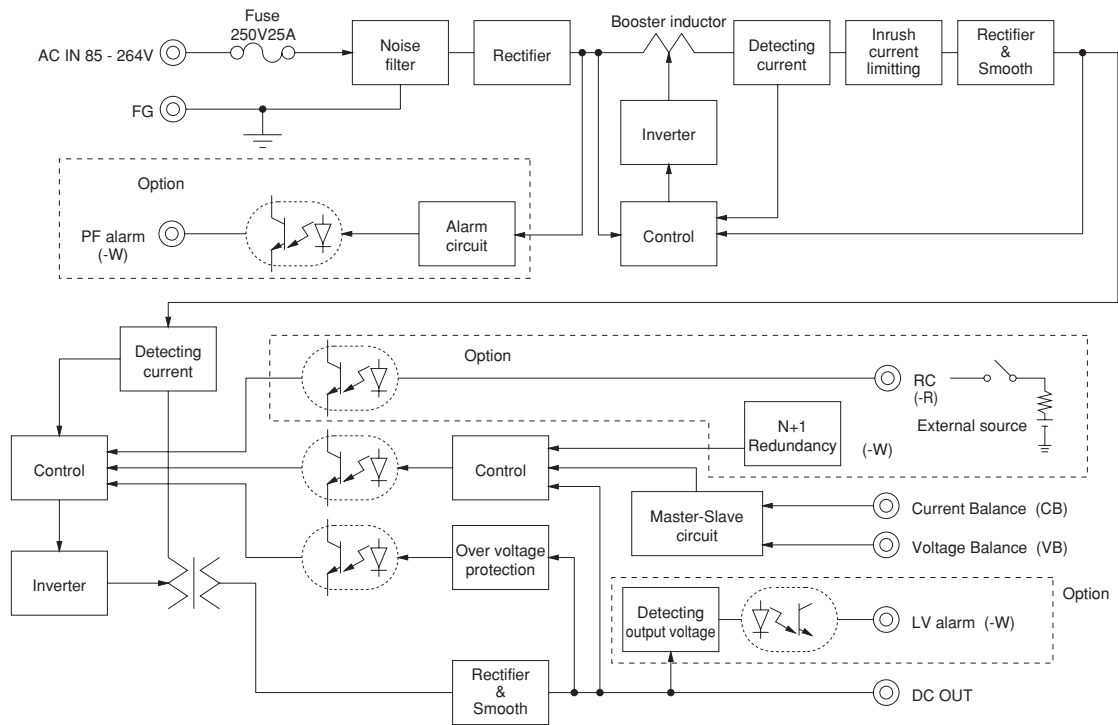 Fuse
250V25A
AC IN 85 - 264V
Noise
filter
Rectifier
Booster inductor
Detecting
current
Inrush
current
limitting
Rectifier
&
Smooth
FG
Inverter
Option
PF alarm
(-W)
Alarm
circuit
Control
Detecting
current
Option
RC
(-R)
External source
N+1
Redundancy
(-W)
Control
Control
Master-Slave
circuit
Current Balance (CB)
Voltage Balance (VB)
Inverter
Over voltage
protection
Option
Detecting
output voltage
LV alarm (-W)
Rectifier
&
Smooth
DC OUT